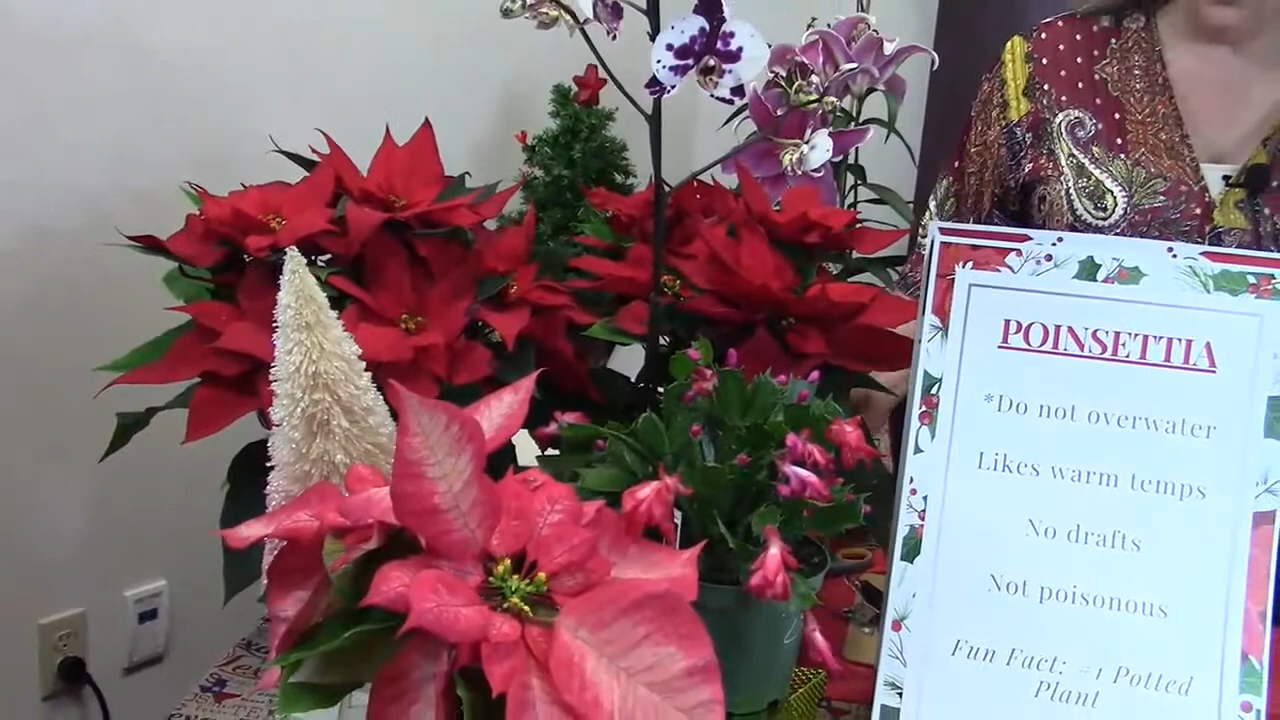 POINSETTIA
*Do not overwater
Likes warm temps
No drafts
Not poisonous
Fun Fact: #1 Potted
Plant